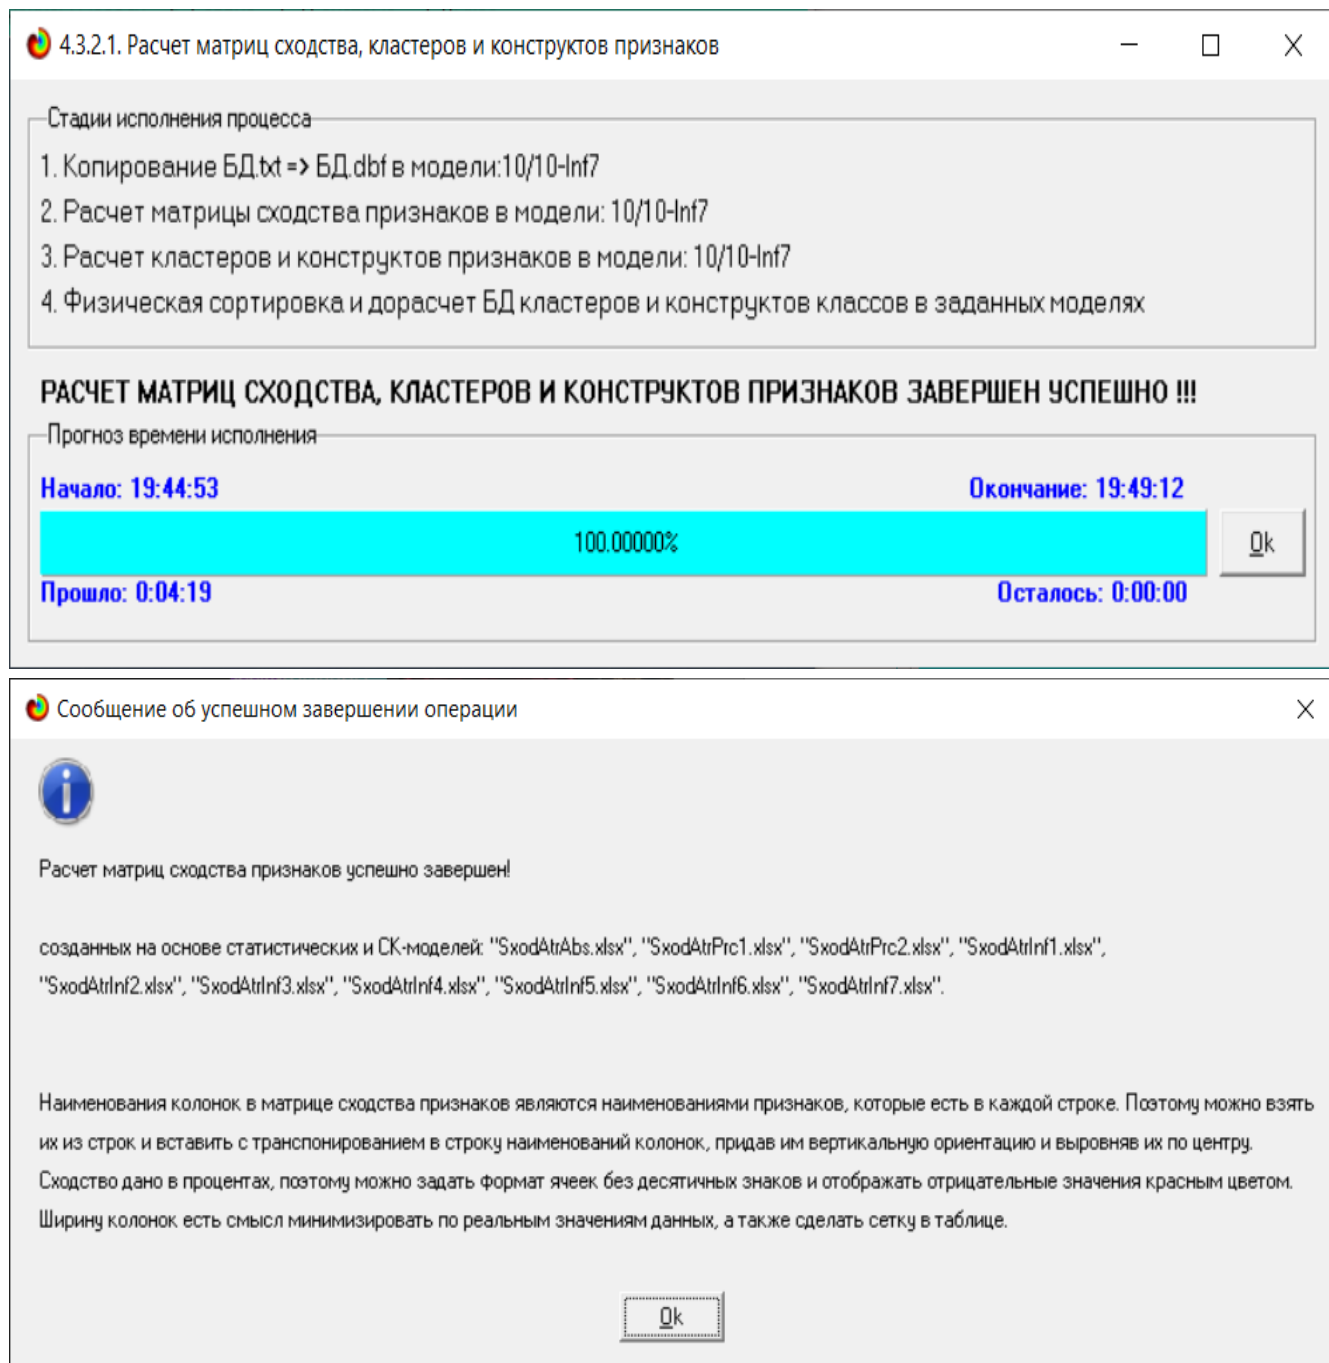 4.3.2.1. Расчет матриц сходства, кластеров и конструктов признаков
Стадии исполнения процесса
1. Копирование БД.txt => БД.dbf в модели:10/10-Inf7
2. Расчет матрицы сходства признаков в модели: 10/10-Inf7
3. Расчет кластеров и конструктов признаков в модели: 10/10-Inf7
4. Физическая сортировка и дорасчет БД кластеров и конструктов классов в заданных моделях
РАСЧЕТ МАТРИЦ СХОДСТВА, КЛАСТЕРОВ И КОНСТРУКТОВ ПРИЗНАКОВ ЗАВЕРШЕН УСПЕШНО !!!
Прогноз времени исполнения
Начало: 19:44:53 Окончание: 19:49:12
100.00000% Ok
Прошло: 0:04:19 Осталось: 0:00:00
Сообщение об успешном завершении операции
Расчет матриц сходства признаков успешно завершен!
созданных на основе статистических и СК-моделей: "SxodAtrAbs.xlsx", "SxodAtrPrc1.xlsx", "SxodAtrPrc2.xlsx", "SxodAtrInf1.xlsx",
"SxodAtrInf2.xlsx", "SxodAtrInf3.xlsx", "SxodAtrInf4.xlsx", "SxodAtrInf5.xlsx", "SxodAtrInf6.xlsx", "SxodAtrInf7.xlsx".
Наименования колонок в матрице сходства признаков являются наименованиями признаков, которые есть в каждой строке. Поэтому можно взять
их из строк и вставить с транспонированием в строку наименований колонок, придав им вертикальную ориентацию и выровняв их по центру.
Сходство дано в процентах, поэтому можно задать формат ячеек без десятичных знаков и отображать отрицательные значения красным цветом.
Ширину колонок есть смысл минимизировать по реальным значениям данных, а также сделать сетку в таблице.
Ok